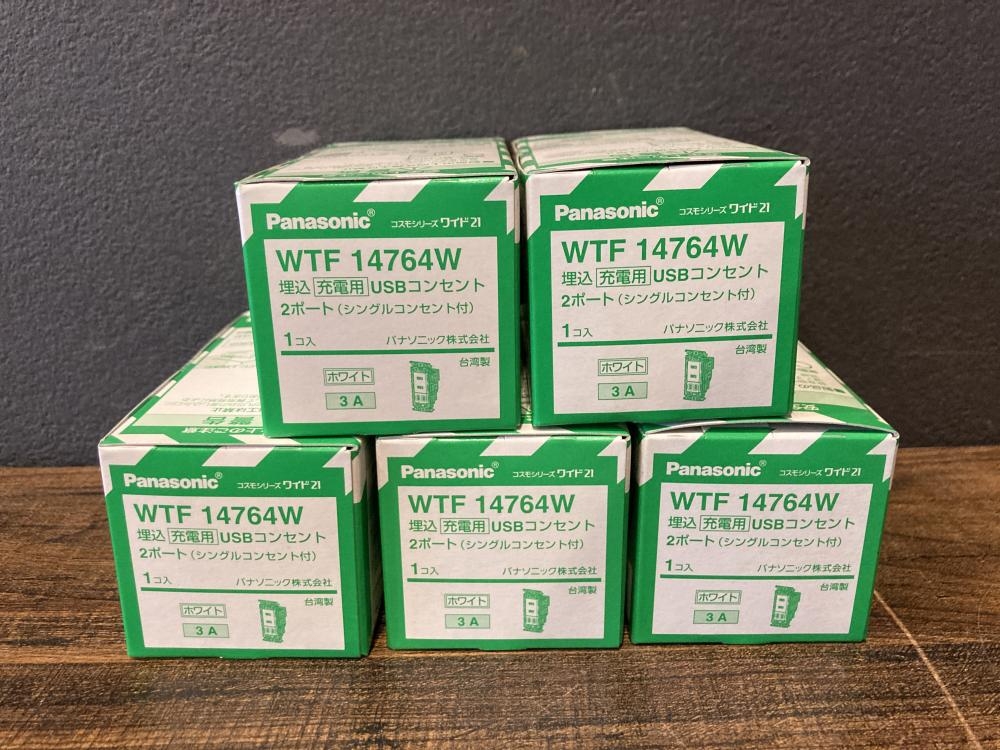 Panasonic® コスモシリーズ ワイド21
WTF 14764W
埋込 充電用 USBコンセント
2ポート（シングルコンセント付）
1コ入 パナソニック株式会社
台湾製
ホワイト
3 A
Panasonic® コスモシリーズ ワイド21
WTF 14764W
埋込 充電用 USBコンセント
2ポート（シングルコンセント付）
1コ入 パナソニック株式会社
台湾製
ホワイト
3 A
Panasonic® コスモシリーズ ワイド21
WTF 14764W
埋込 充電用 USBコンセント
2ポート（シングルコンセント付）
1コ入 パナソニック株式会社
台湾製
ホワイト
3 A
Panasonic® コスモシリーズ ワイド21
WTF 14764W
埋込 充電用 USBコンセント
2ポート（シングルコンセント付）
1コ入 パナソニック株式会社
台湾製
ホワイト
3 A
Panasonic® コスモシリーズ ワイド21
WTF 14764W
埋込 充電用 USBコンセント
2ポート（シングルコンセント付）
1コ入 パナソニック株式会社
台湾製
ホワイト
3 A